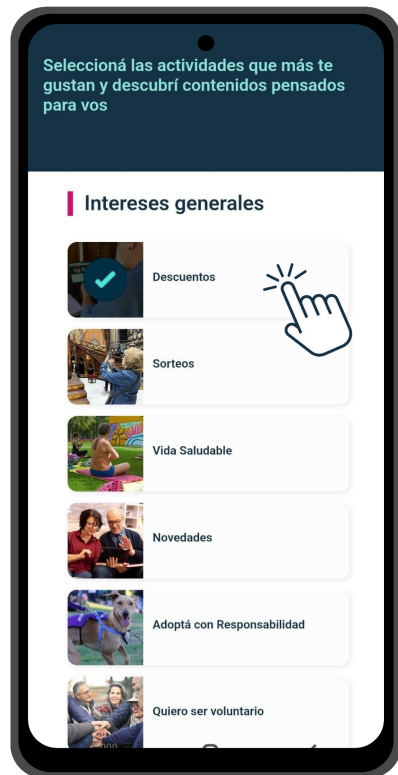 Seleccioná las actividades que más te
gustan y descubrí contenidos pensados
para vos
Intereses generales
Descuentos
Sorteos
Vida Saludable
Novedades
Adoptá con Responsabilidad
Quiero ser voluntario